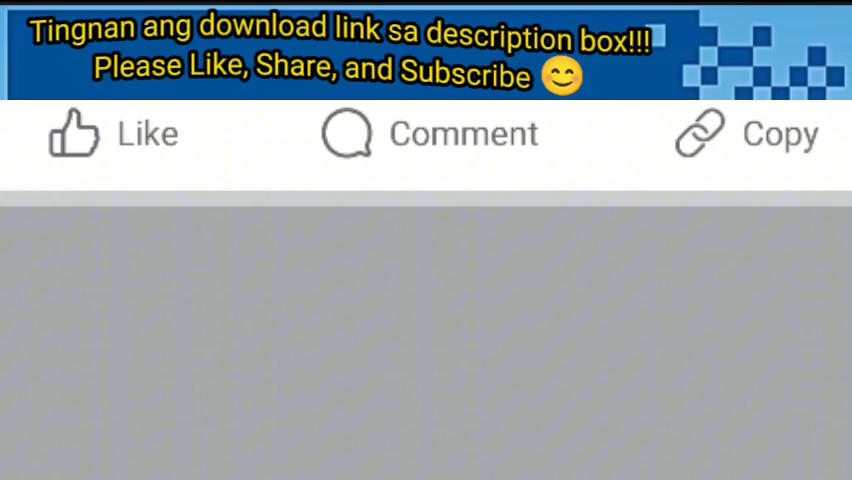 Tingnan ang download link sa description box!!!
Please Like, Share, and Subscribe 😊
Like Comment Copy